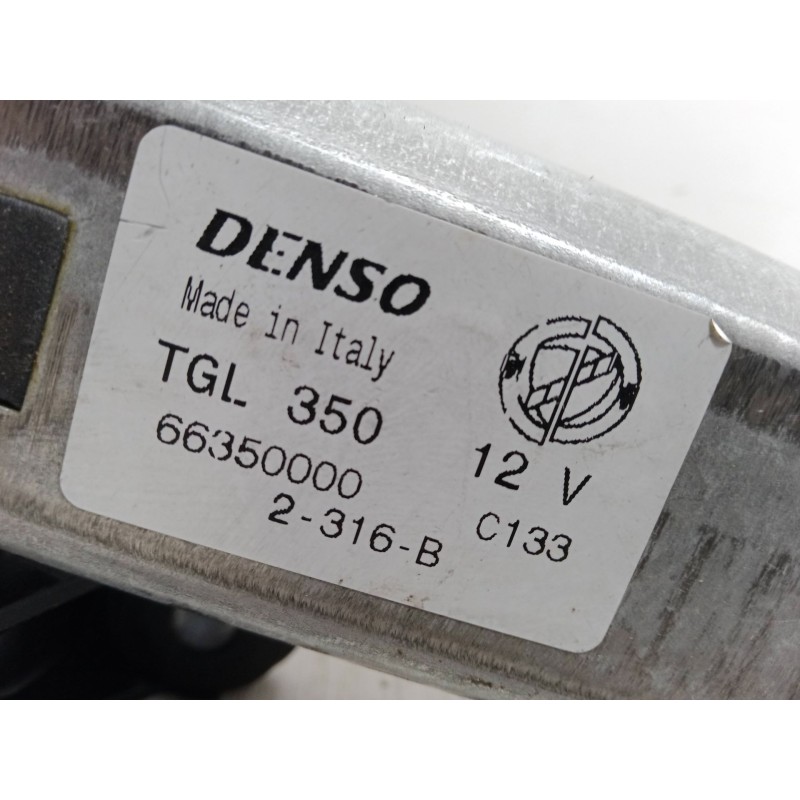 DENSO
Made in Italy
TGL 350
66350000
2-316-B
12 V
C133